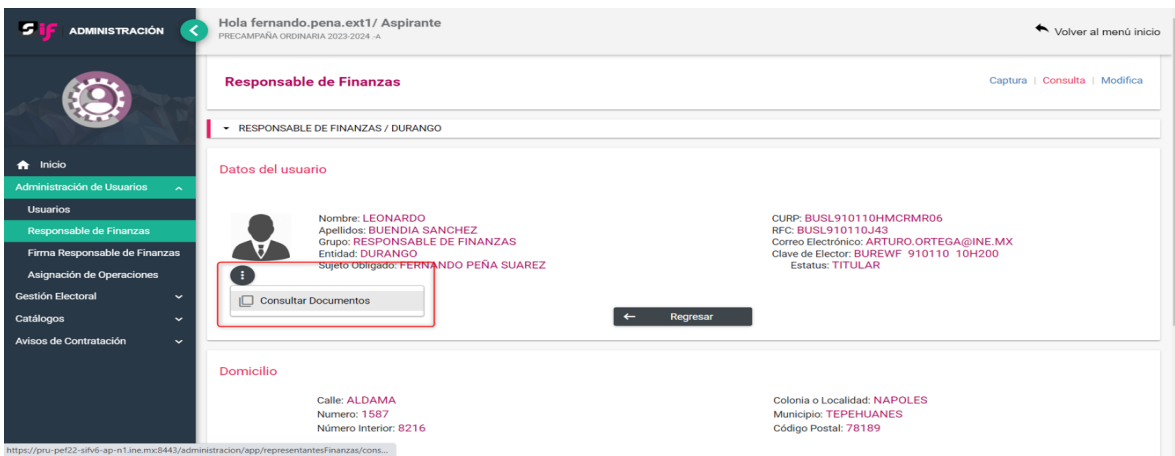 SIF ADMINISTRACIÓN
Hola fernando.pena.ext1/ Aspirante
PRECAMPAÑA ORDINARIA 2023-2024 .-A
Volver al menú inicio
Responsable de Finanzas
Captura | Consulta | Modifica
RESPONSABLE DE FINANZAS / DURANGO
Inicio
Administración de Usuarios
Usuarios
Responsable de Finanzas
Firma Responsable de Finanzas
Asignación de Operaciones
Gestión Electoral
Catálogos
Avisos de Contratación
Datos del usuario
Nombre: LEONARDO
Apellidos: BUENDIA SANCHEZ
Grupo: RESPONSABLE DE FINANZAS
Entidad: DURANGO
Sujeto Obligado: FERNANDO PEÑA SUAREZ
CURP: BUSL910110HMCRMR06
RFC: BUSL910110J43
Correo Electrónico: ARTURO.ORTEGA@INE.MX
Clave de Elector: BUREWF 910110 10H200
Estatus: TITULAR
Consultar Documentos
Regresar
Domicilio
Calle: ALDAMA
Numero: 1587
Número Interior: 8216
Colonia o Localidad: NAPOLES
Municipio: TEPEHUANES
Código Postal: 78189
https://pru-pef22-sifv6-ap-n1.ine.mx:8443/administracion/app/representantesFinanzas/cons...